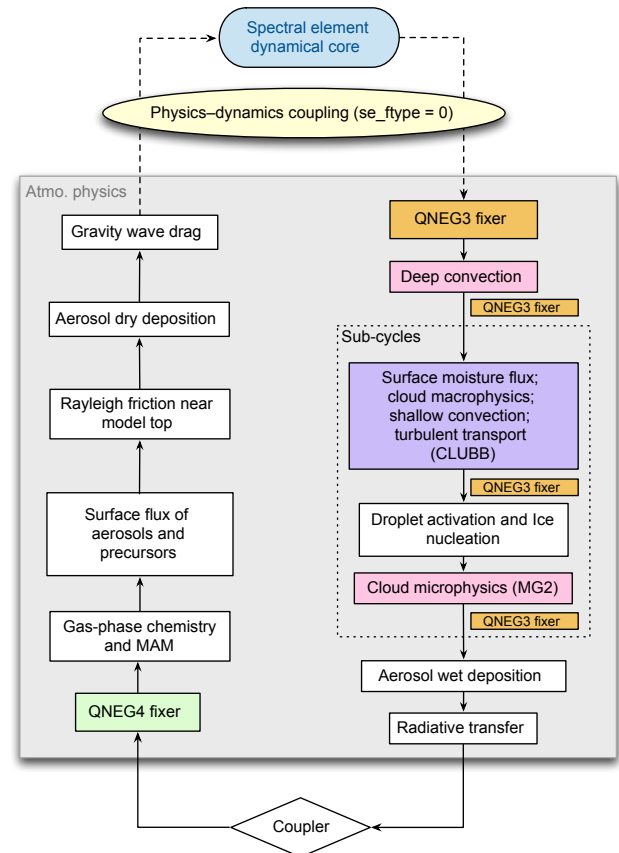 Spectral element
dynamical core
Physics–dynamics coupling (se_ftype = 0)
Atmo. physics
QNEG3 fixer
Deep convection
QNEG3 fixer
Sub-cycles
Surface moisture flux;
cloud macrophysics;
shallow convection;
turbulent transport
(CLUBB)
QNEG3 fixer
Droplet activation and Ice
nucleation
Cloud microphysics (MG2)
QNEG3 fixer
Aerosol wet deposition
Radiative transfer
Coupler
QNEG4 fixer
Gas-phase chemistry
and MAM
Surface flux of
aerosols and
precursors
Rayleigh friction near
model top
Aerosol dry deposition
Gravity wave drag